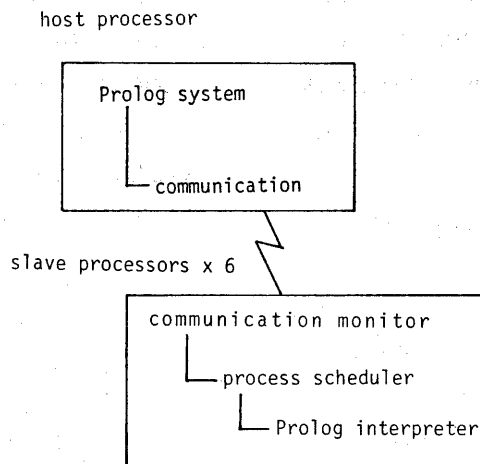 host processor
Prolog system
communication
slave processors x 6
communication monitor
process scheduler
Prolog interpreter